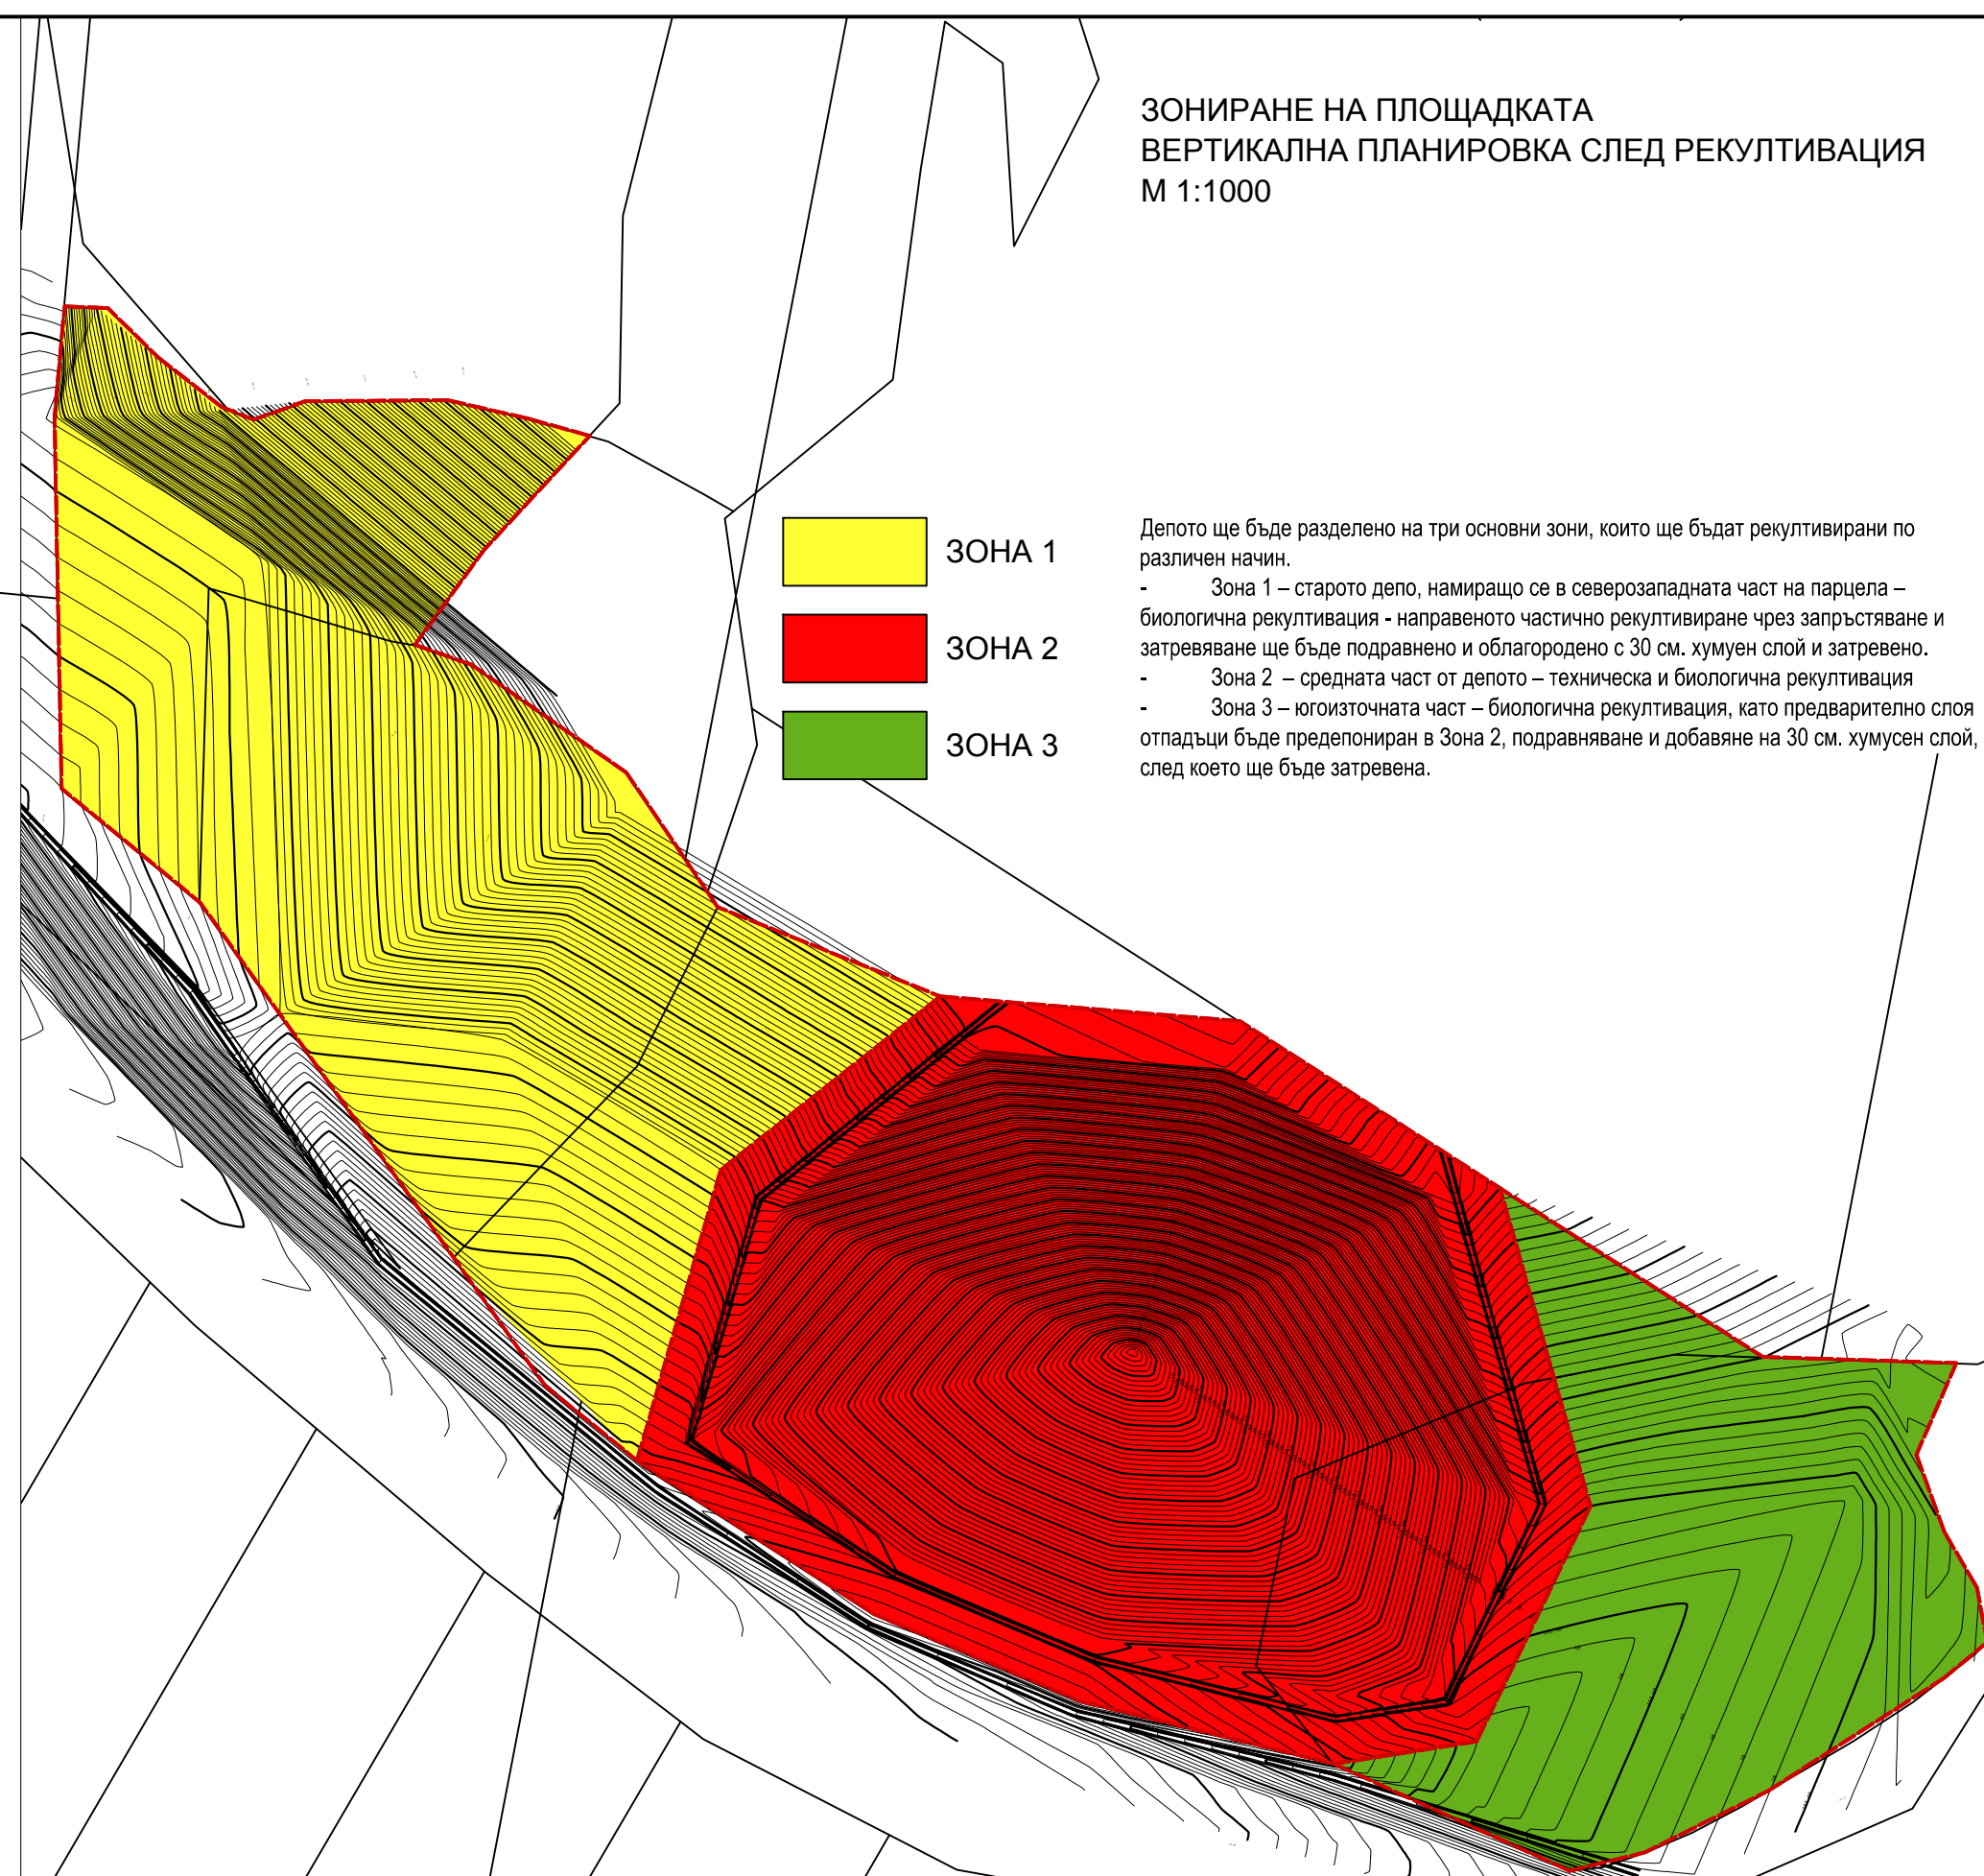 ЗОНИРАНЕ НА ПЛОЩАДКАТА
ВЕРТИКАЛНА ПЛАНИРОВКА СЛЕД РЕКУЛТИВАЦИЯ
М 1:1000
ЗОНА 1
ЗОНА 2
ЗОНА 3
Депото ще бъде разделено на три основни зони, които ще бъдат рекултивирани по
различен начин.
- Зона 1 – старото депо, намиращо се в северозападната част на парцела –
биологична рекултивация - направеното частично рекултивиране чрез запръстяване и
затревяване ще бъде подравнено и облагородено с 30 см. хумуен слой и затревено.
- Зона 2 – средната част от депото – техническа и биологична рекултивация
- Зона 3 – югоизточната част – биологична рекултивация, като предварително слоя
отпадъци бъде предепониран в Зона 2, подравняване и добавяне на 30 см. хумусен слой,
след което ще бъде затревена.